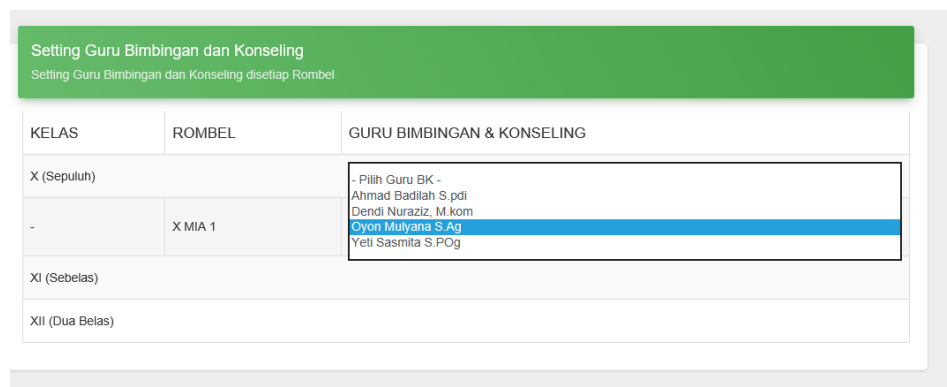 Setting Guru Bimbingan dan Konseling
Setting Guru Bimbingan dan Konseling disetiap Rombel
KELAS ROMBEL GURU BIMBINGAN & KONSELING
X (Sepuluh)
- Pilih Guru BK -
Ahmad Badilah S.pdi
Dendi Nuraziz, M.kom
- X MIA 1 Oyon Mulyana S.Ag
Yeti Sasmita S.POg
XI (Sebelas)
XII (Dua Belas)